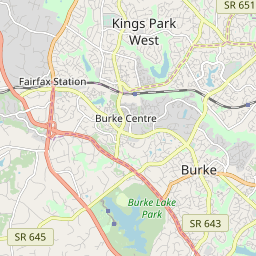 SR 651
Kings Park
West
Fairfax Station
Burke Centre
Burke
Burke Lake
Park
SR 643
SR 645